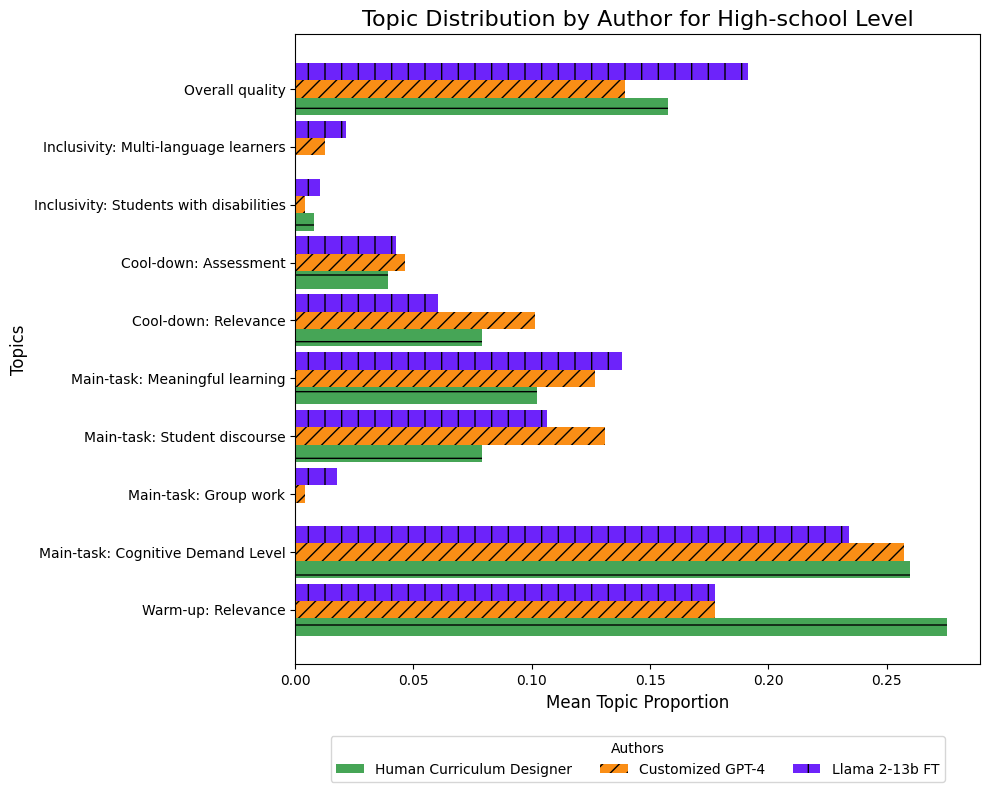 Topic Distribution by Author for High-school Level
Topics
Overall quality
Inclusivity: Multi-language learners
Inclusivity: Students with disabilities
Cool-down: Assessment
Cool-down: Relevance
Main-task: Meaningful learning
Main-task: Student discourse
Main-task: Group work
Main-task: Cognitive Demand Level
Warm-up: Relevance
0.00 0.05 0.10 0.15 0.20 0.25
Mean Topic Proportion
Authors
Human Curriculum Designer Customized GPT-4 Llama 2-13b FT